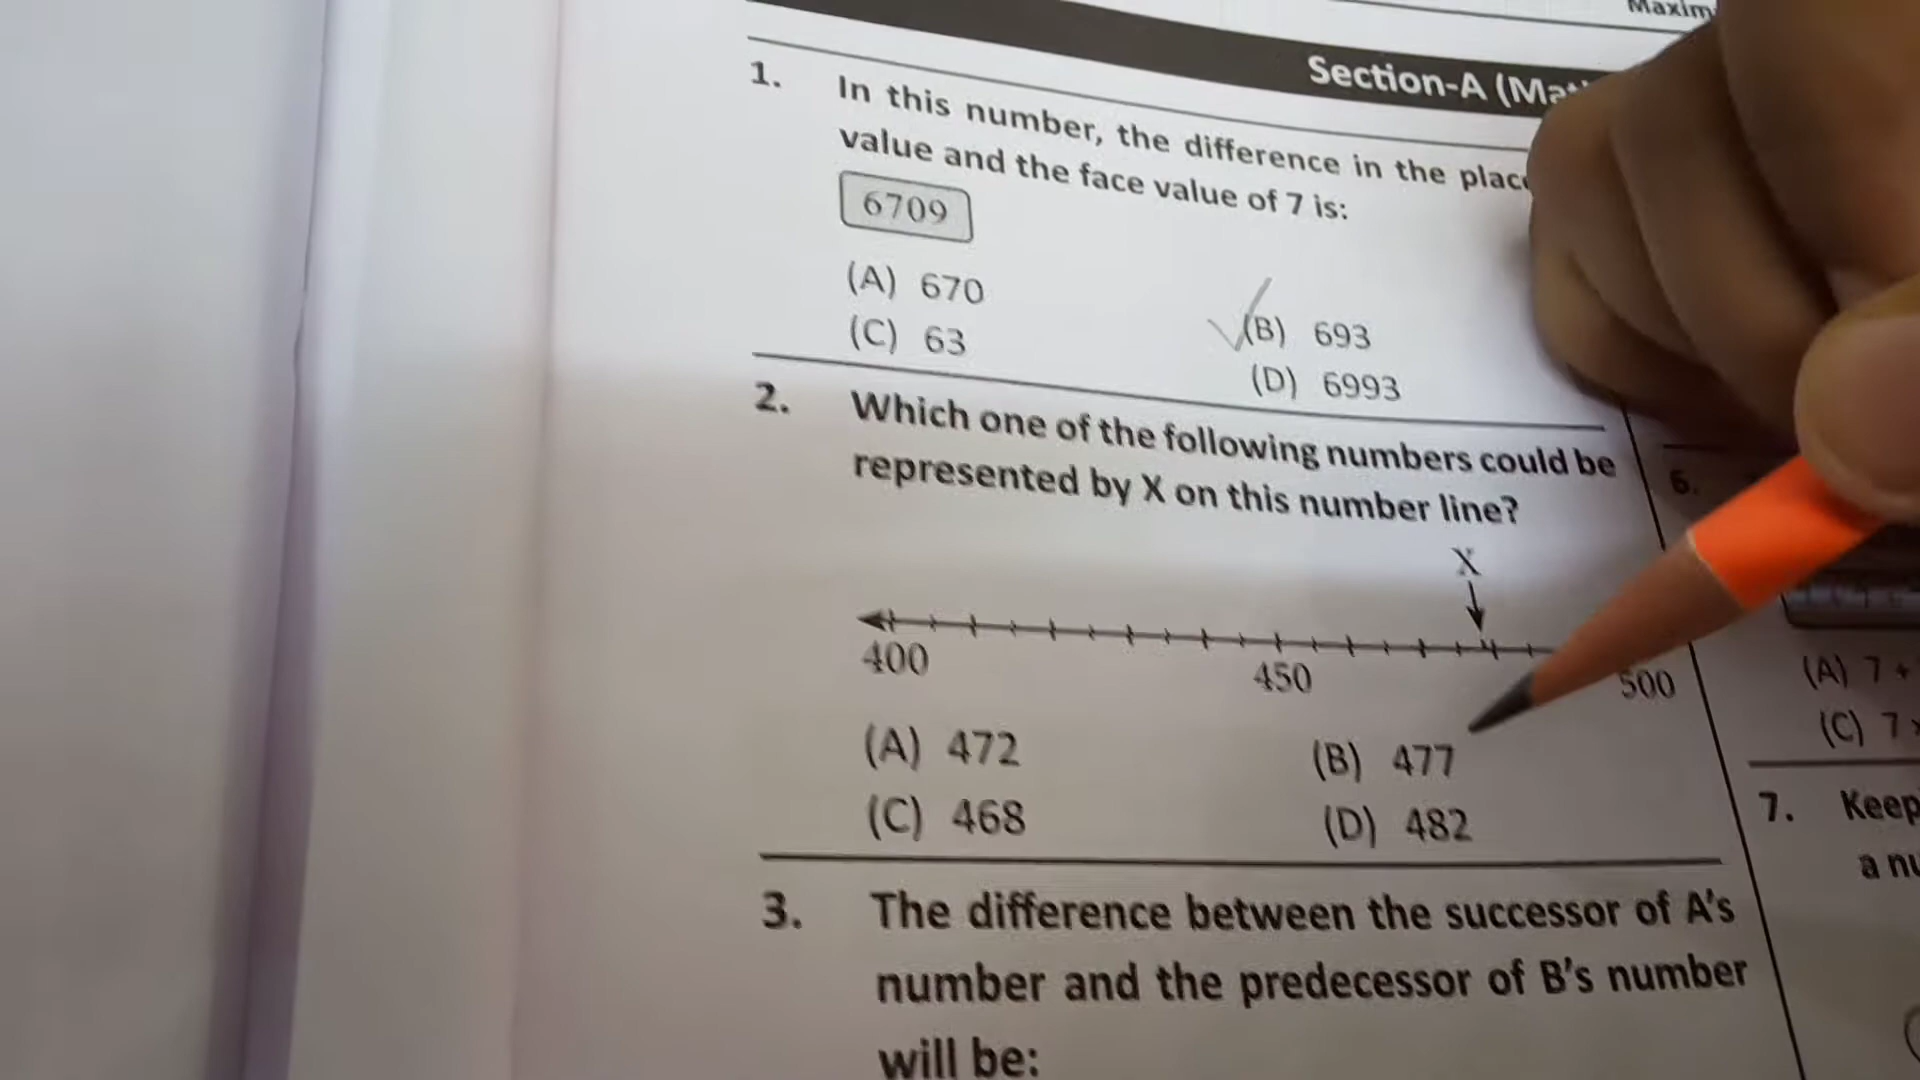 Maxim
Section-A (Mat
1. In this number, the difference in the place
value and the face value of 7 is:
6709
(A) 670
(B) 693
(C) 63
(D) 6993
2. Which one of the following numbers could be
represented by X on this number line?
X
400 450 500
(A) 472 (B) 477
(C) 468 (D) 482
3. The difference between the successor of A's
number and the predecessor of B's number
will be:
6.
(A) 7 +
(C) 7
7. Keep
a nu